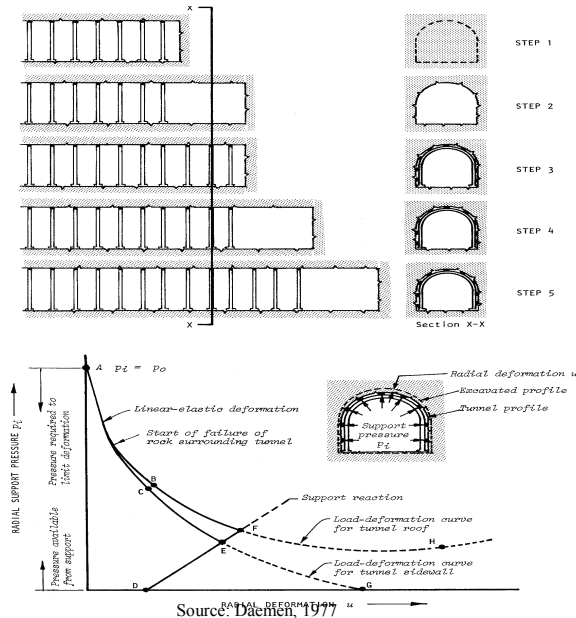 X
STEP 1
STEP 2
STEP 3
STEP 4
STEP 5
X
Section X-X
A pi = po
Linear-elastic deformation
Start of failure of
rock surrounding tunnel
Radial deformation u
Excavated profile
Tunnel profile
Support
pressure
Pi
RADIAL SUPPORT PRESSURE pi
Pressure required to
limit deformation
Pressure available
from support
B
C
Support reaction
F
E
H
Load-deformation curve
for tunnel roof
Load-deformation curve
for tunnel sidewall
D
G
RADIAL DEFORMATION u
Source: Daemen, 1977